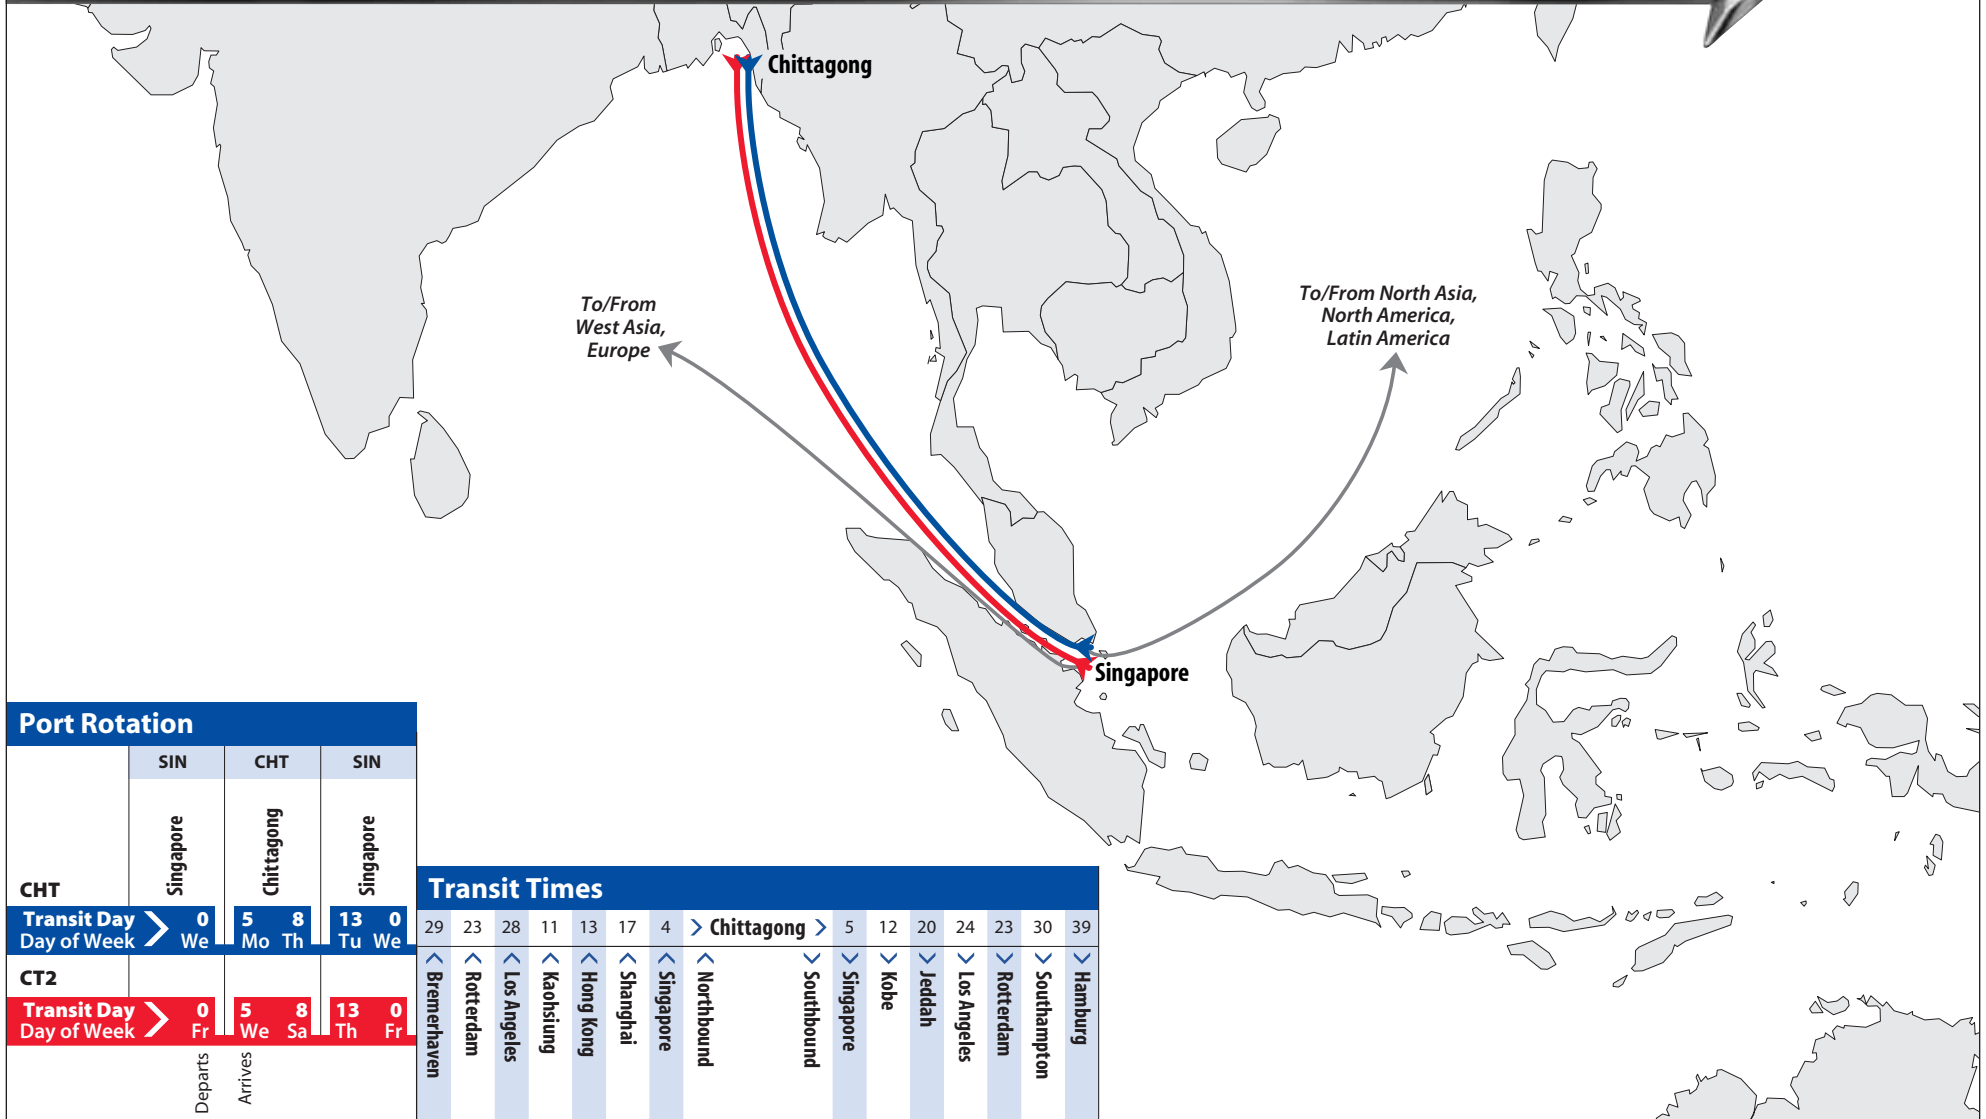 Chittagong
To/From
West Asia,
Europe
To/From North Asia,
North America,
Latin America
Singapore
Port Rotation
SIN CHT SIN
Singapore Chittagong Singapore
CHT
Transit Day 0 5 8 13 0
Day of Week We Mo Th Tu We
CT2
Transit Day 0 5 8 13 0
Day of Week Fr We Sa Th Fr
Departs Arrives
Transit Times
29 23 28 11 13 17 4 > Chittagong > 5 12 20 24 23 30 39
Bremerhaven
Rotterdam
Los Angeles
Kaohsiung
Hong Kong
Shanghai
Singapore
Northbound
Southbound
Singapore
Kobe
Jeddah
Los Angeles
Rotterdam
Southampton
Hamburg